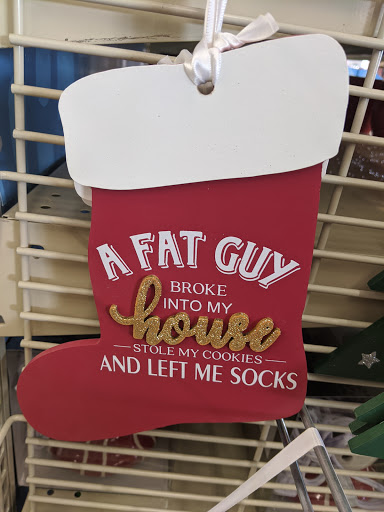 A FAT GUY
BROKE
INTO MY
house
STOLE MY COOKIES
AND LEFT ME SOCKS